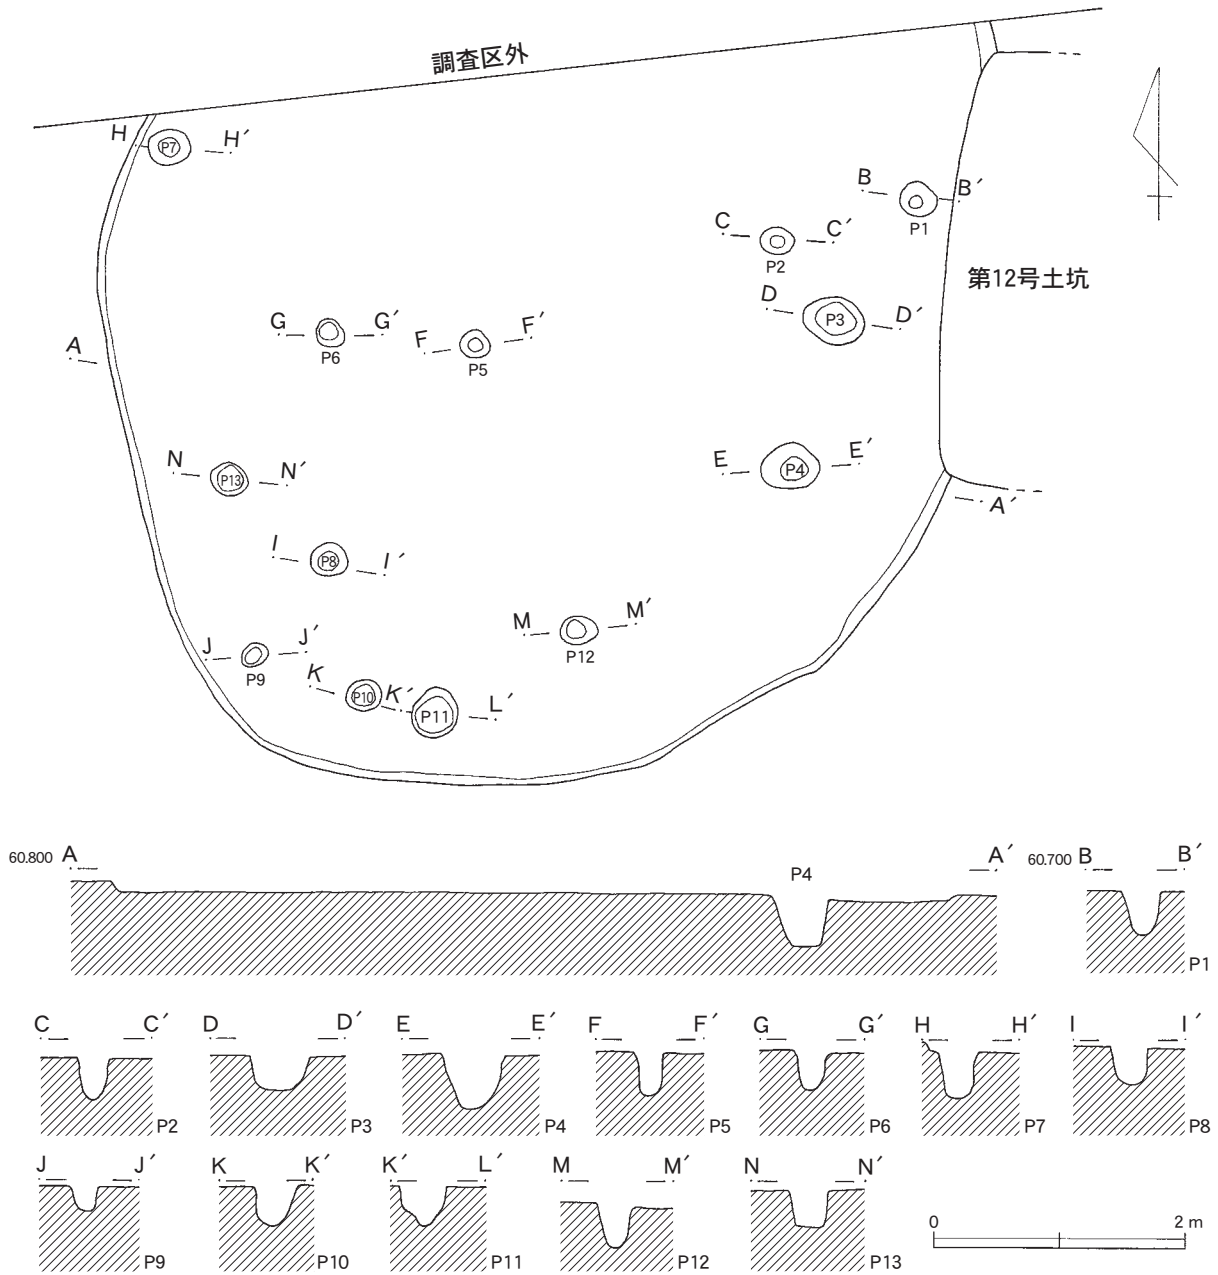 調査区外
H P7 H′
B P1 B′
C P2 C′
第12号土坑
D P3 D′
G P6 G′
F P5 F′
A
N P13 N′
E P4 E′
A′
I P8 I′
M P12 M′
J P9 J′
K P10 K′ P11 L′
60.800 A P4 A′
60.700 B B′ P1
C C′ D D′ E E′ F F′ G G′ H H′ I I′
P2 P3 P4 P5 P6 P7 P8
J J′ K K′ K′ L′ M M′ N N′
0 2 m
P9 P10 P11 P12 P13